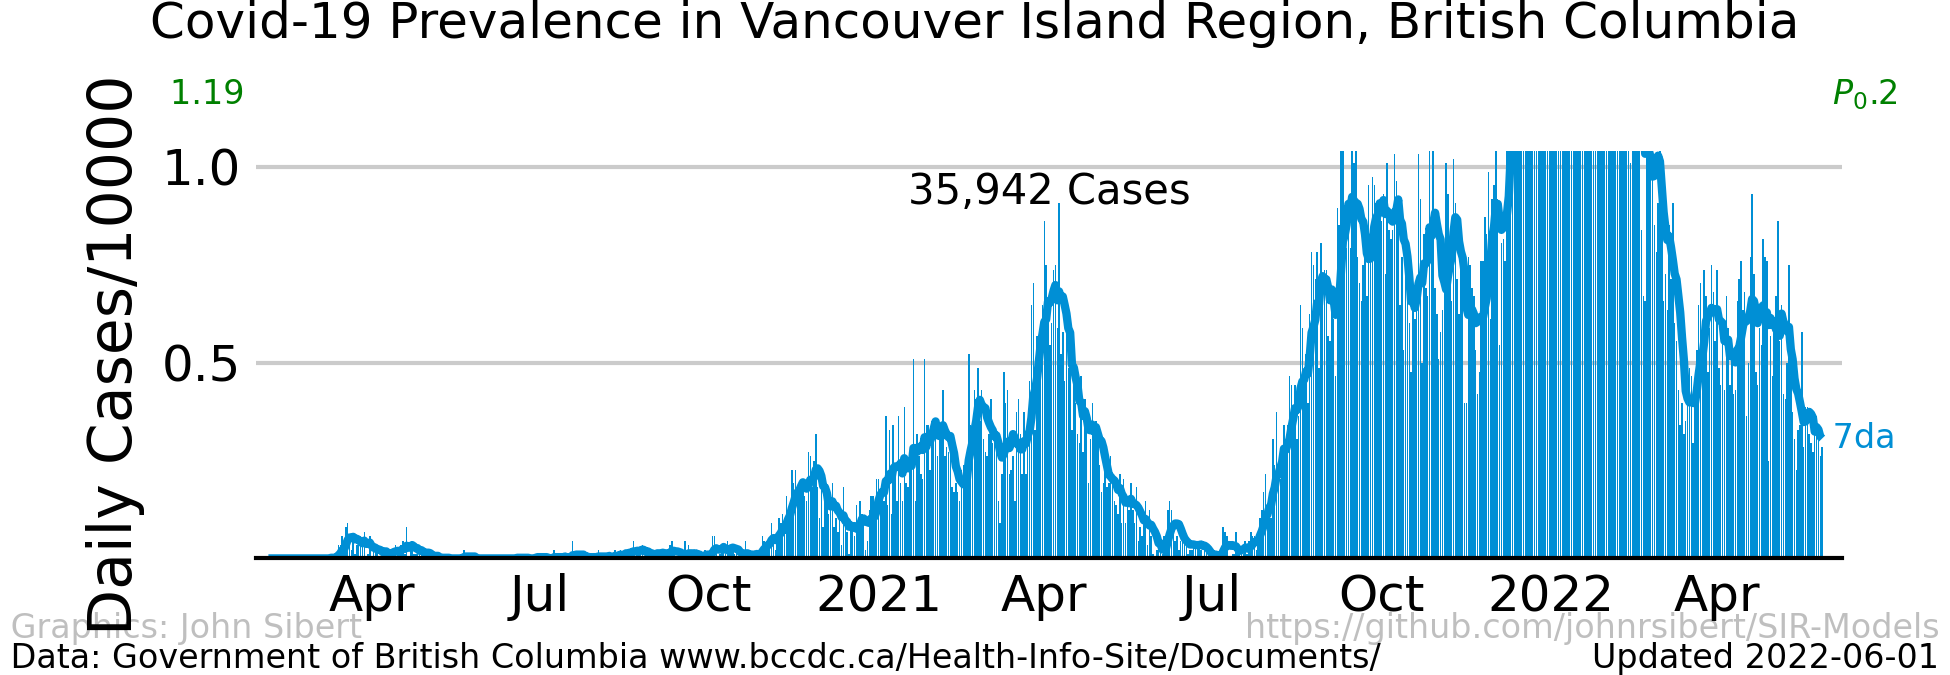 Covid-19 Prevalence in Vancouver Island Region, British Columbia
1.19
P₀.2
Daily Cases/10000
1.0
35,942 Cases
0.5
7da
Apr Jul Oct 2021 Apr Jul Oct 2022 Apr
Graphics: John Sibert
https://github.com/johnrsibert/SIR-Models
Data: Government of British Columbia www.bccdc.ca/Health-Info-Site/Documents/
Updated 2022-06-01